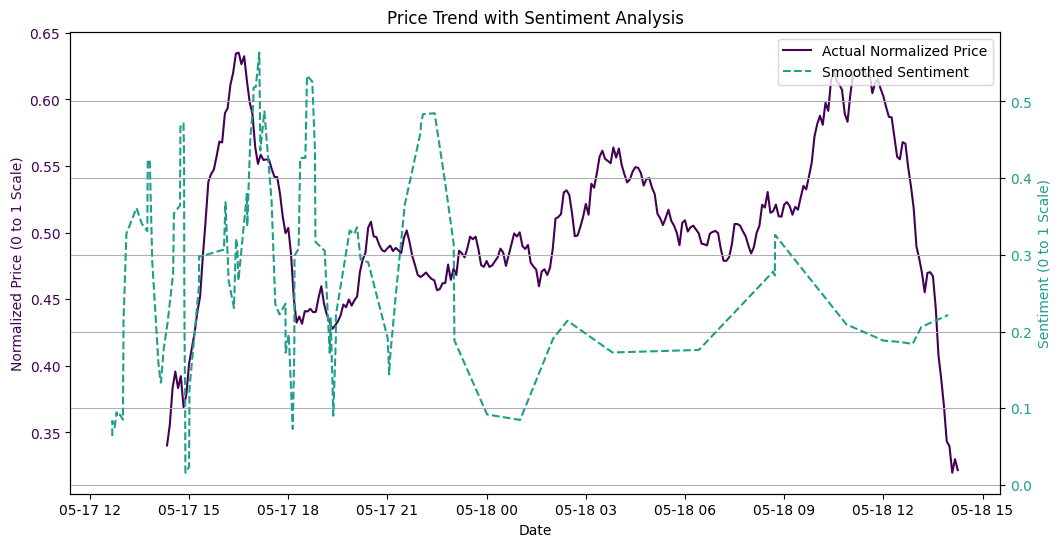 Price Trend with Sentiment Analysis
Normalized Price (0 to 1 Scale)
0.65
0.60
0.55
0.50
0.45
0.40
0.35
Actual Normalized Price
Smoothed Sentiment
0.5
0.4
0.3
0.2
0.1
0.0
Sentiment (0 to 1 Scale)
05-17 12 05-17 15 05-17 18 05-17 21 05-18 00 05-18 03 05-18 06 05-18 09 05-18 12 05-18 15
Date